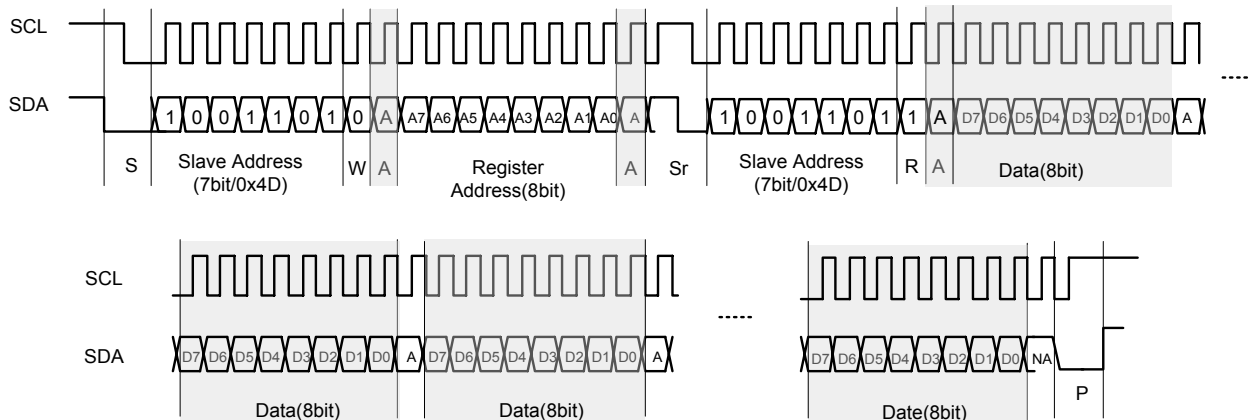 SCL
SDA
1 0 0 1 1 0 1 0 A A7 A6 A5 A4 A3 A2 A1 A0 A 1 0 0 1 1 0 1 1 A D7 D6 D5 D4 D3 D2 D1 D0 A
S Slave Address (7bit/0x4D) W A Register Address(8bit) A Sr Slave Address (7bit/0x4D) R A Data(8bit)
SCL
SDA
D7 D6 D5 D4 D3 D2 D1 D0 A D7 D6 D5 D4 D3 D2 D1 D0 A D7 D6 D5 D4 D3 D2 D1 D0 NA
Data(8bit) Data(8bit) Date(8bit) P